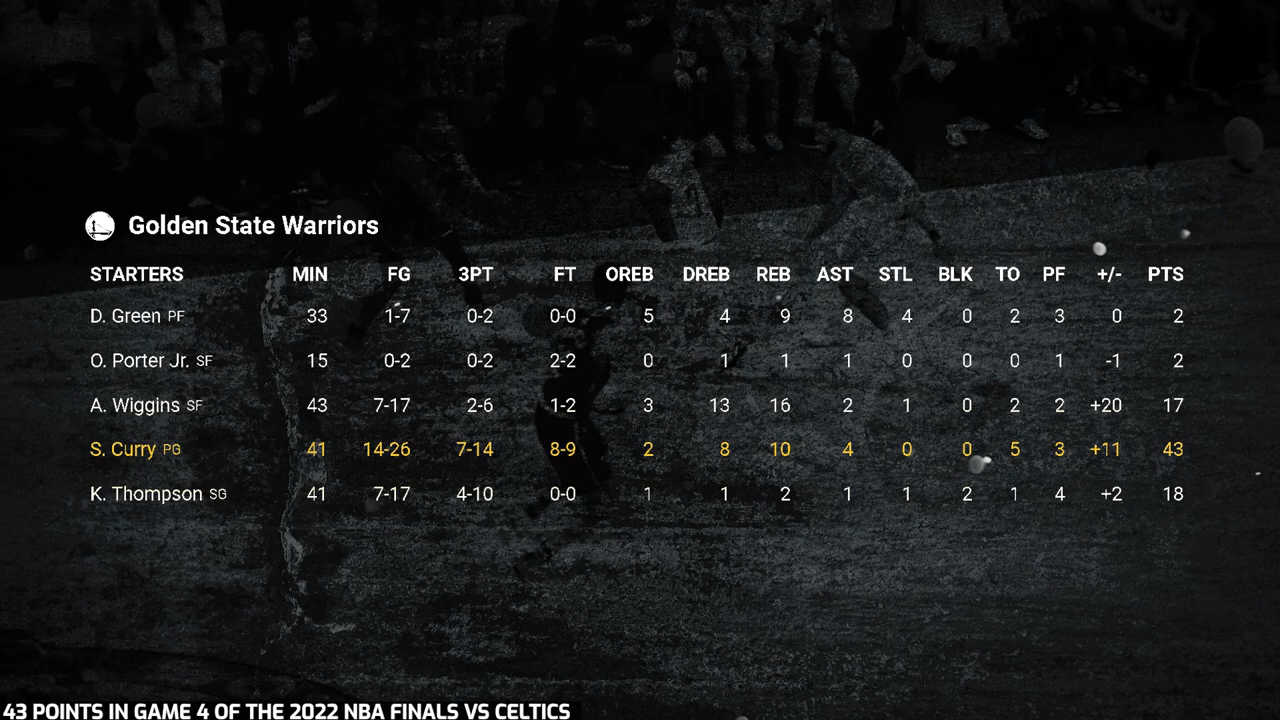 Golden State Warriors
STARTERS MIN FG 3PT FT OREB DREB REB AST STL BLK TO PF +/- PTS
D. Green PF 33 1-7 0-2 0-0 5 4 9 8 4 0 2 3 0 2
O. Porter Jr. SF 15 0-2 0-2 2-2 0 1 1 1 0 0 0 1 -1 2
A. Wiggins SF 43 7-17 2-6 1-2 3 13 16 2 1 0 2 2 +20 17
S. Curry PG 41 14-26 7-14 8-9 2 8 10 4 0 0 5 3 +11 43
K. Thompson SG 41 7-17 4-10 0-0 1 1 2 1 1 2 1 4 +2 18
43 POINTS IN GAME 4 OF THE 2022 NBA FINALS VS CELTICS